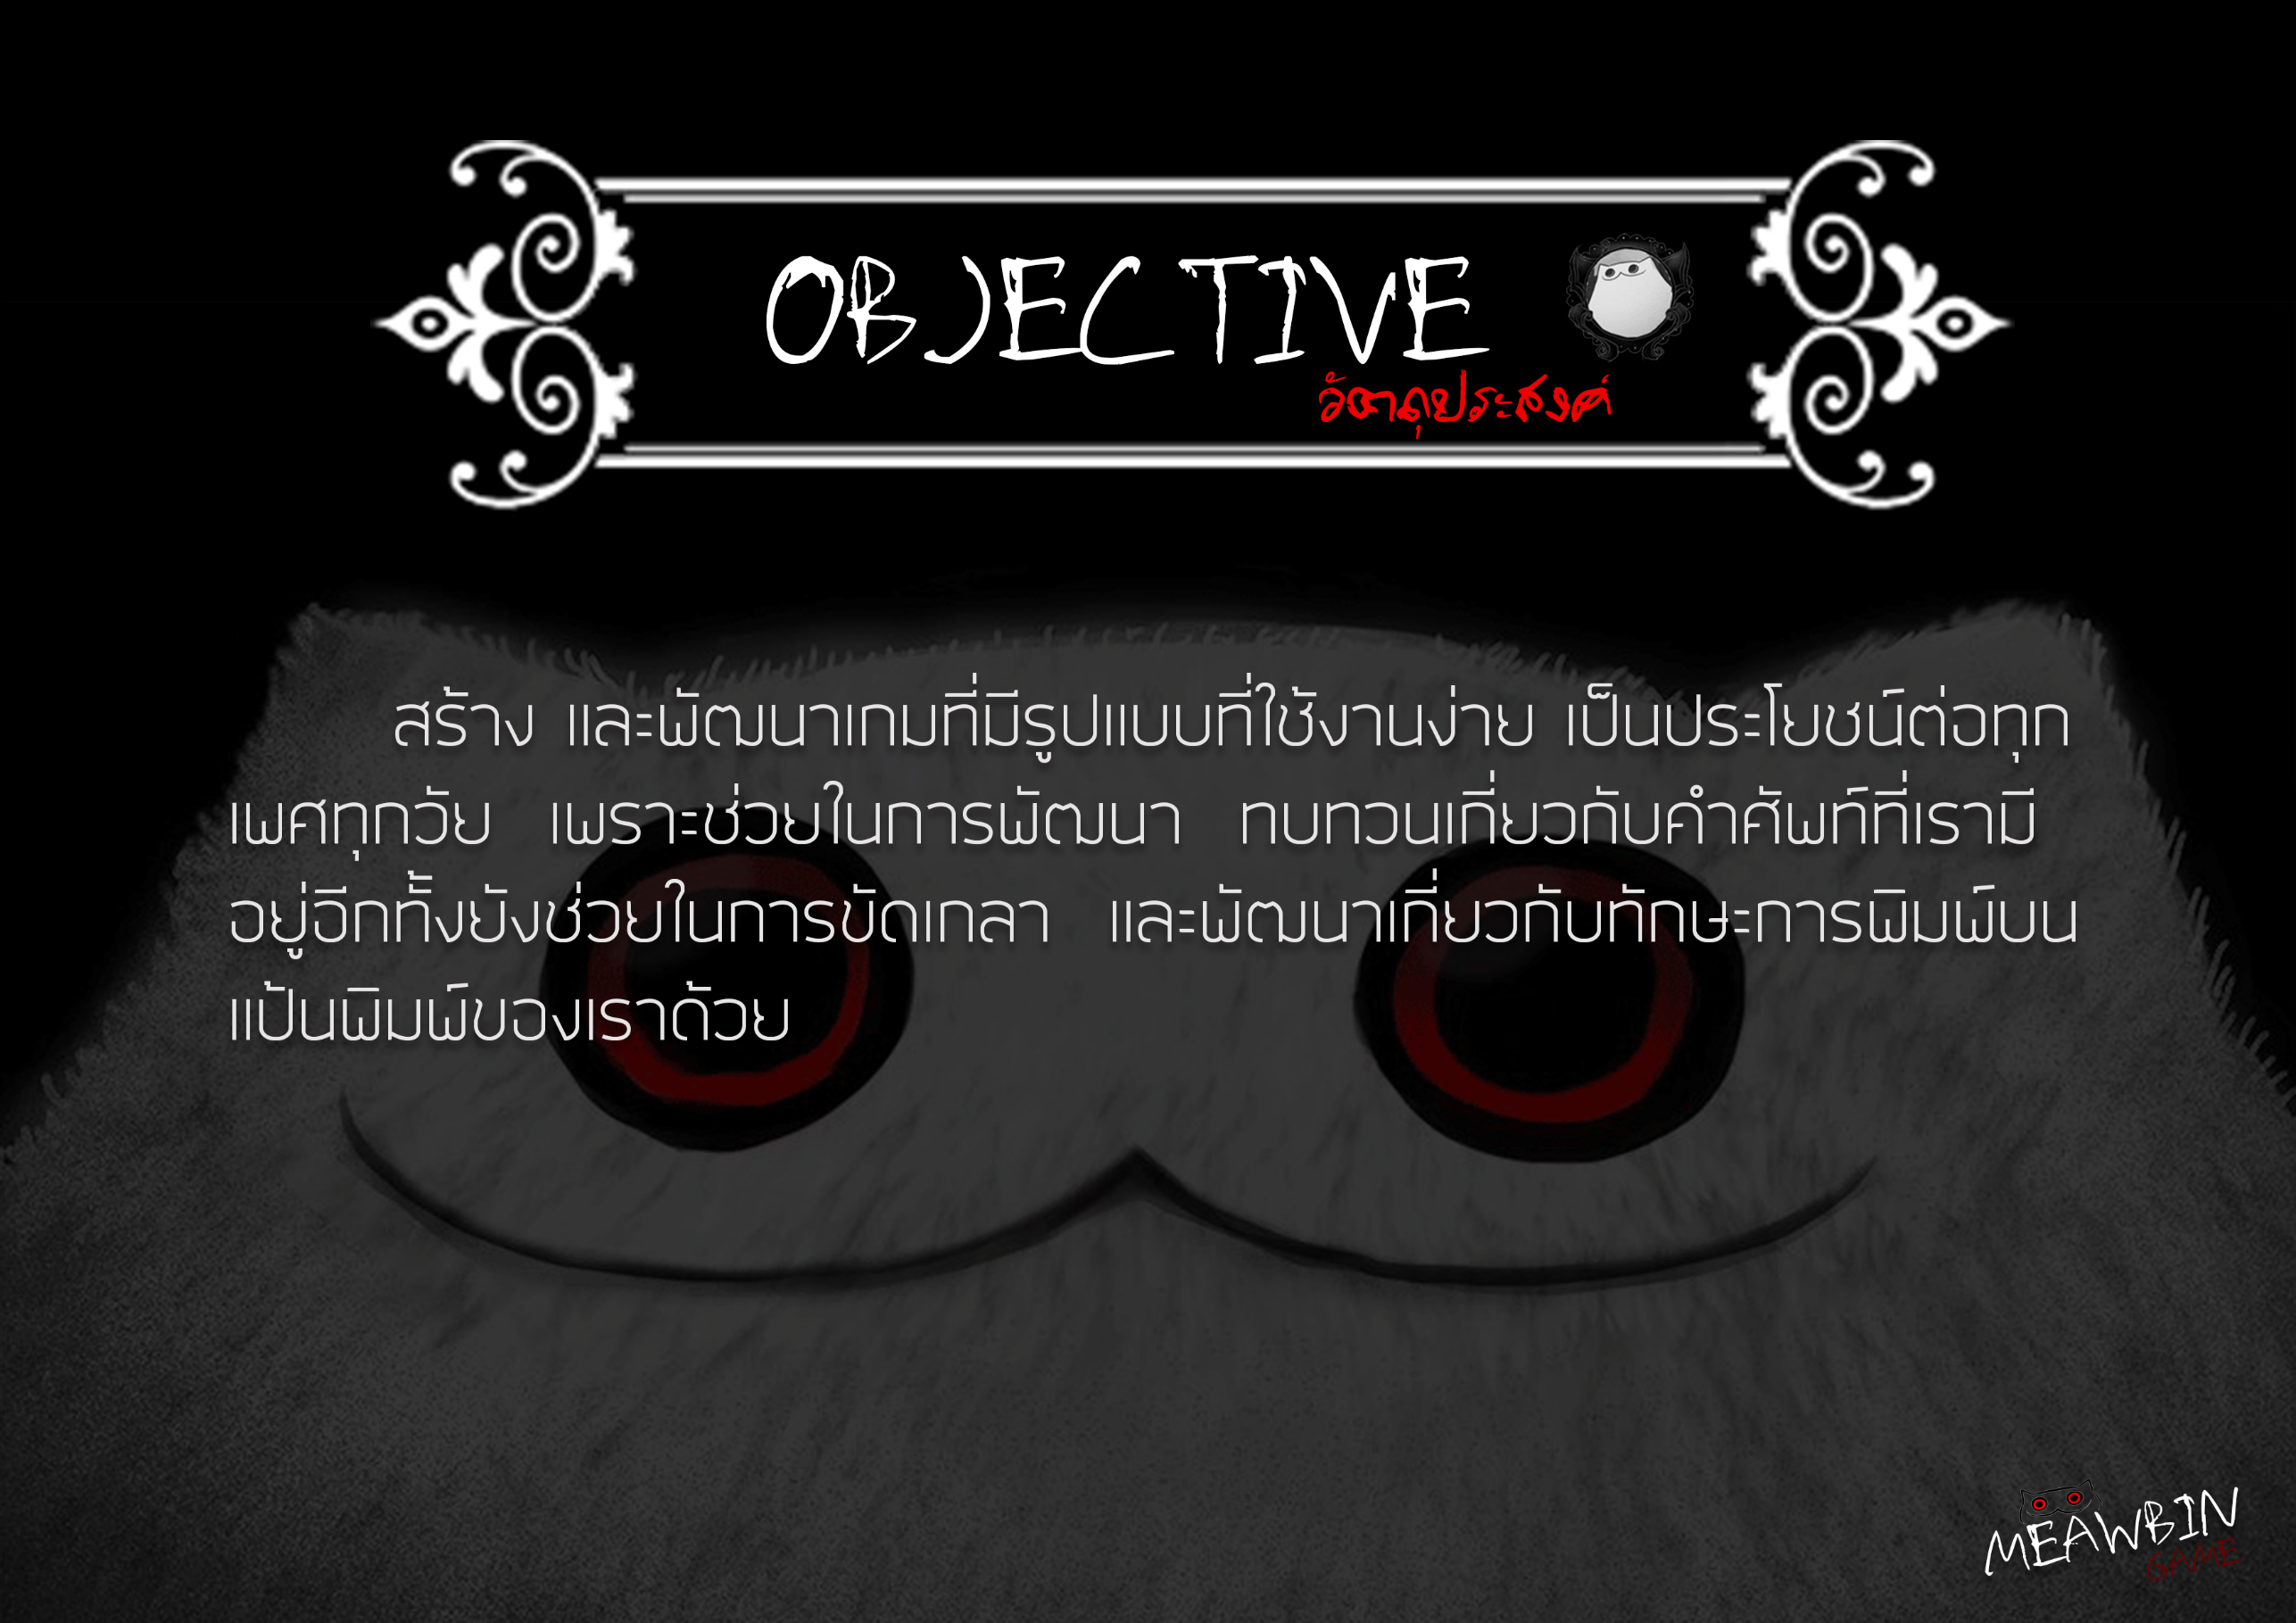 OBJECTIVE
วัตถุประสงค์
สร้าง และพัฒนาเกมที่มีรูปแบบที่ใช้งานง่าย เป็นประโยชน์ต่อทุก
เพศทุกวัย เพราะช่วยในการพัฒนา ทบทวนเกี่ยวกับคำศัพท์ที่เรามี
อยู่อีกทั้งยังช่วยในการขัดเกลา และพัฒนาเกี่ยวกับทักษะการพิมพ์บน
แป้นพิมพ์ของเราด้วย
MEAWBIN
GAME